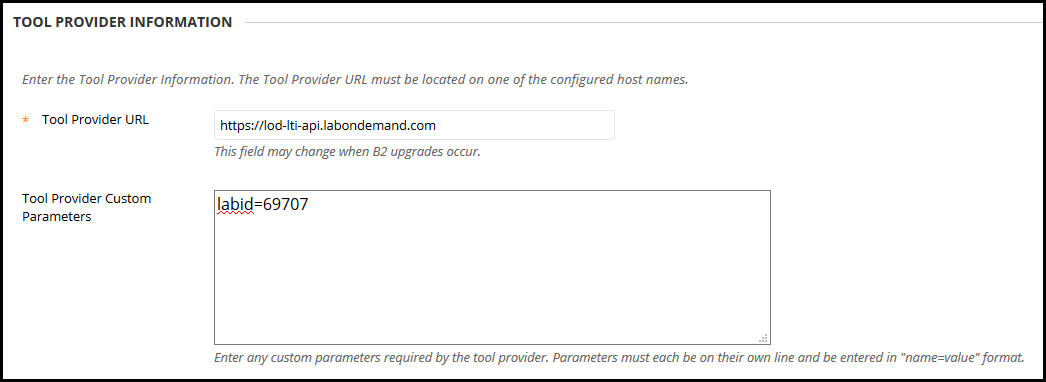 TOOL PROVIDER INFORMATION
Enter the Tool Provider Information. The Tool Provider URL must be located on one of the configured host names.
* Tool Provider URL
https://lod-lti-api.labondemand.com
This field may change when B2 upgrades occur.
Tool Provider Custom
Parameters
labid=69707
Enter any custom parameters required by the tool provider. Parameters must each be on their own line and be entered in "name=value" format.